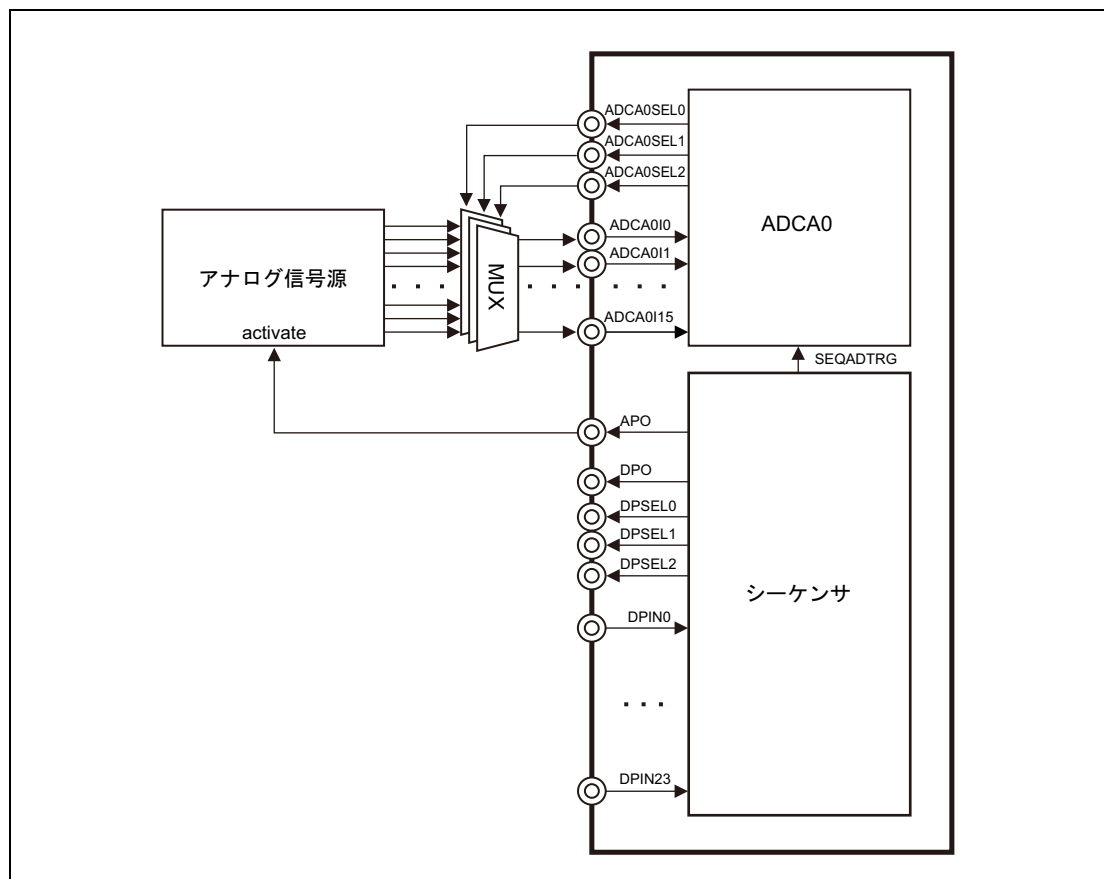 ADCA0SEL0
ADCA0SEL1
ADCA0SEL2
ADCA0I0
ADCA0I1
ADCA0I15
ADCA0
アナログ信号源
activate
MUX
SEQADTRG
APO
DPO
DPSEL0
DPSEL1
DPSEL2
DPIN0
DPIN23
シーケンサ